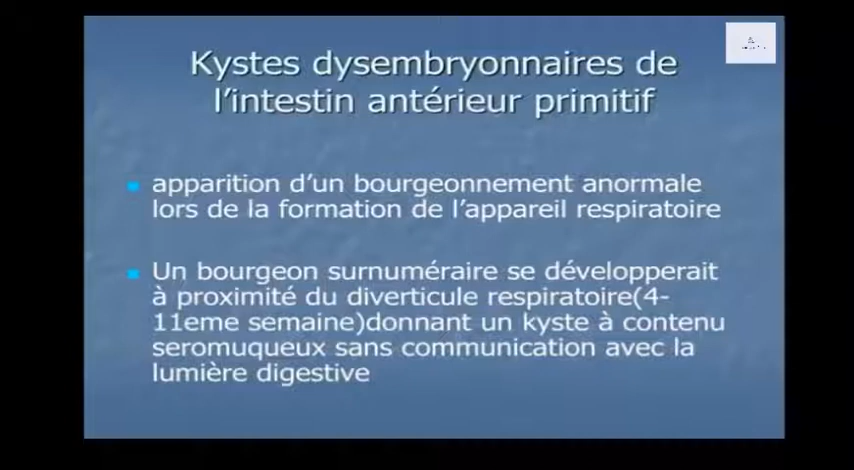 Kystes dysembryonnaires de
l'intestin antérieur primitif
apparition d'un bourgeonnement anormale
lors de la formation de l'appareil respiratoire
Un bourgeon surnuméraire se développerait
à proximité du diverticule respiratoire(4-
11eme semaine)donnant un kyste à contenu
seromuqueux sans communication avec la
lumière digestive